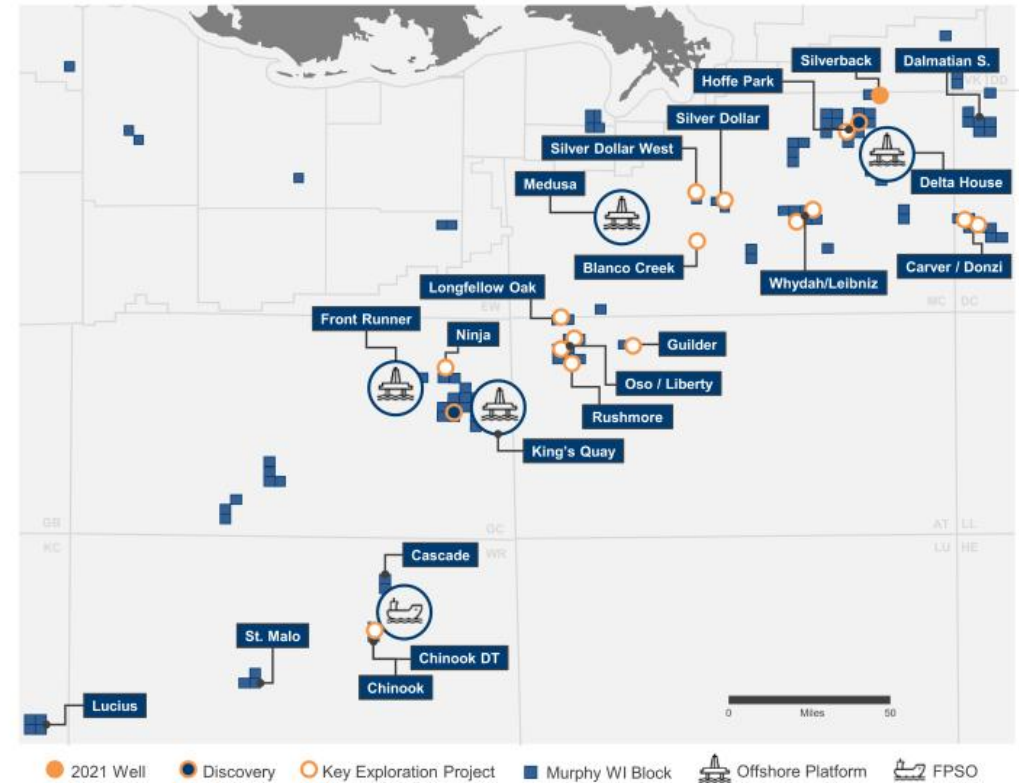 Silverback
Dalmatian S.
Hoffe Park
VK
DD
Silver Dollar
Silver Dollar West
Medusa
Delta House
Blanco Creek
Whydah/Leibniz
Carver / Donzi
Longfellow Oak
EW
MC
DC
Front Runner
Ninja
Guilder
Oso / Liberty
Rushmore
King's Quay
GB
GC
AT
LL
KC
WR
LU
HE
Cascade
St. Malo
Chinook DT
Chinook
Lucius
0
Miles
50
2021 Well
Discovery
Key Exploration Project
Murphy WI Block
Offshore Platform
FPSO